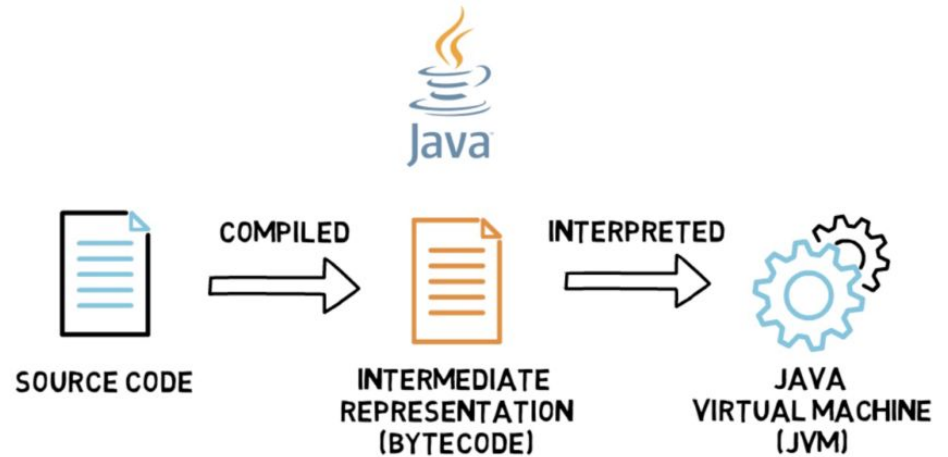 Java
COMPILED
INTERPRETED
SOURCE CODE
INTERMEDIATE
REPRESENTATION
(BYTECODE)
JAVA
VIRTUAL MACHINE
(JVM)